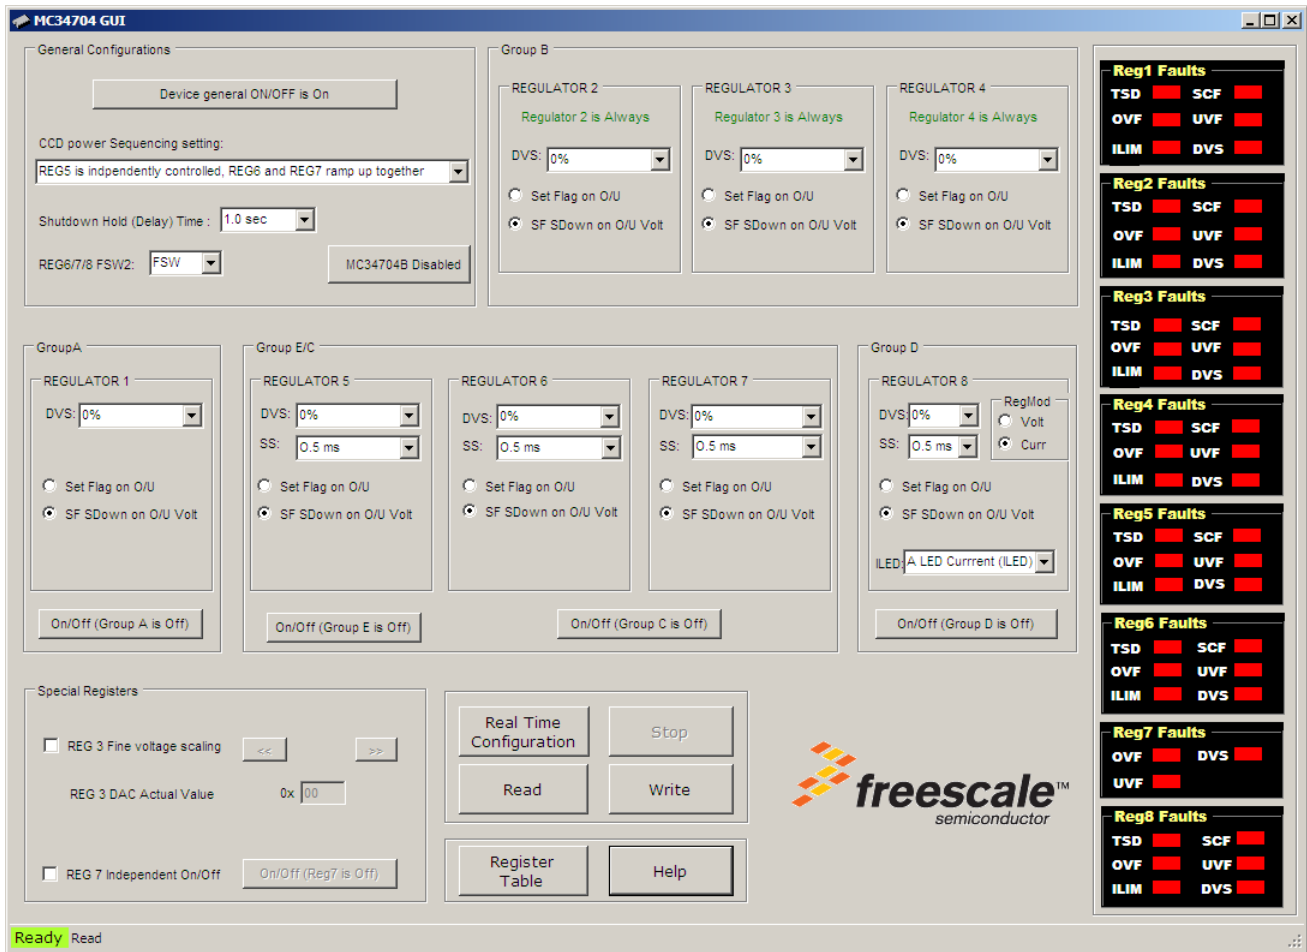 MC34704 GUI
General Configurations
Device general ON/OFF is On
CCD power Sequencing setting:
REG5 is indpendently controlled, REG6 and REG7 ramp up together
Shutdown Hold (Delay) Time : 1.0 sec
REG6/7/8 FSW2: FSW
MC34704B Disabled
Group B
REGULATOR 2
Regulator 2 is Always
DVS: 0%
Set Flag on O/U
SF SDown on O/U Volt
REGULATOR 3
Regulator 3 is Always
DVS: 0%
Set Flag on O/U
SF SDown on O/U Volt
REGULATOR 4
Regulator 4 is Always
DVS: 0%
Set Flag on O/U
SF SDown on O/U Volt
GroupA
REGULATOR 1
DVS: 0%
Set Flag on O/U
SF SDown on O/U Volt
On/Off (Group A is Off)
Group E/C
REGULATOR 5
DVS: 0%
SS: 0.5 ms
Set Flag on O/U
SF SDown on O/U Volt
On/Off (Group E is Off)
REGULATOR 6
DVS: 0%
SS: 0.5 ms
Set Flag on O/U
SF SDown on O/U Volt
REGULATOR 7
DVS: 0%
SS: 0.5 ms
Set Flag on O/U
SF SDown on O/U Volt
On/Off (Group C is Off)
Group D
REGULATOR 8
DVS: 0%
SS: 0.5 ms
RegMod
Volt
Curr
Set Flag on O/U
SF SDown on O/U Volt
ILED: A LED Currrent (ILED)
On/Off (Group D is Off)
Special Registers
REG 3 Fine voltage scaling << >>
REG 3 DAC Actual Value 0x 00
REG 7 Independent On/Off On/Off (Reg7 is Off)
Real Time
Configuration
Stop
Read
Write
Register
Table
Help
freescale™
semiconductor
Reg1 Faults
TSD SCF
OVF UVF
ILIM DVS
Reg2 Faults
TSD SCF
OVF UVF
ILIM DVS
Reg3 Faults
TSD SCF
OVF UVF
ILIM DVS
Reg4 Faults
TSD SCF
OVF UVF
ILIM DVS
Reg5 Faults
TSD SCF
OVF UVF
ILIM DVS
Reg6 Faults
TSD SCF
OVF UVF
ILIM DVS
Reg7 Faults
OVF DVS
UVF
Reg8 Faults
TSD SCF
OVF UVF
ILIM DVS
Ready Read